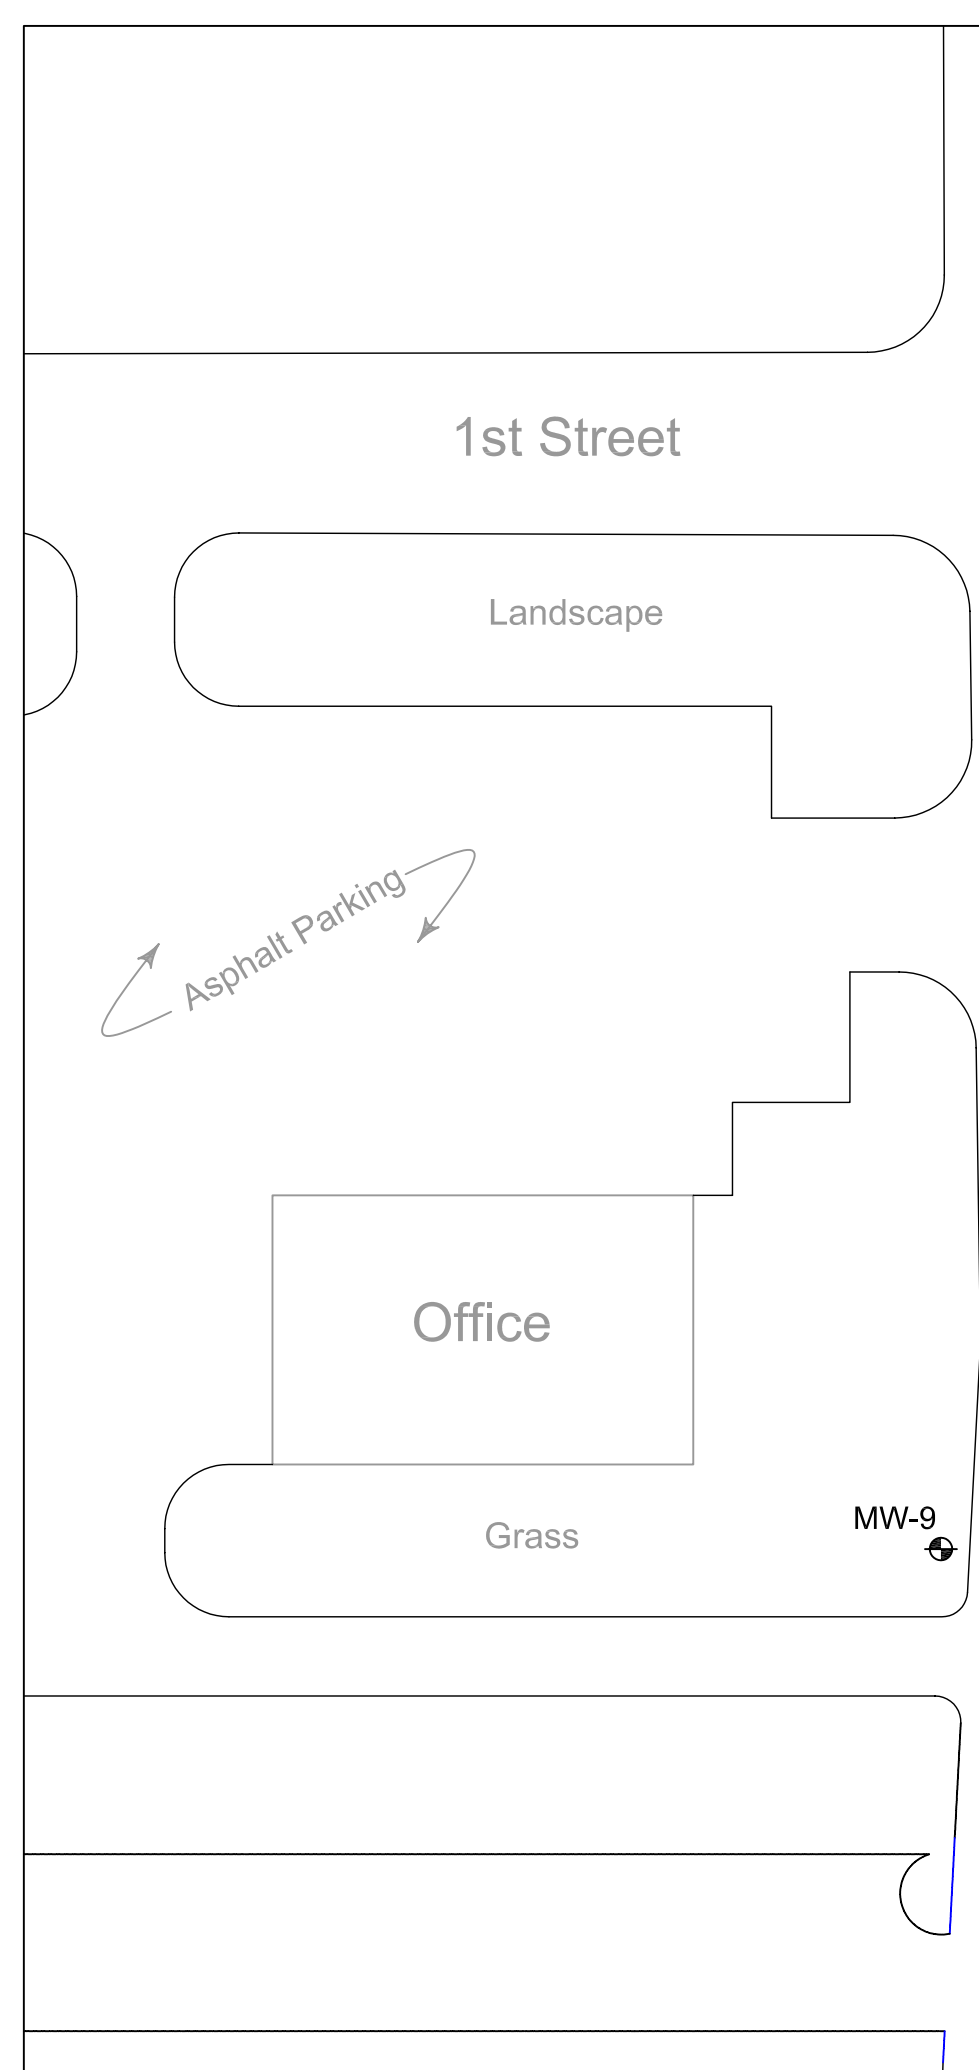 1st Street
Landscape
Asphalt Parking
Office
MW-9
Grass